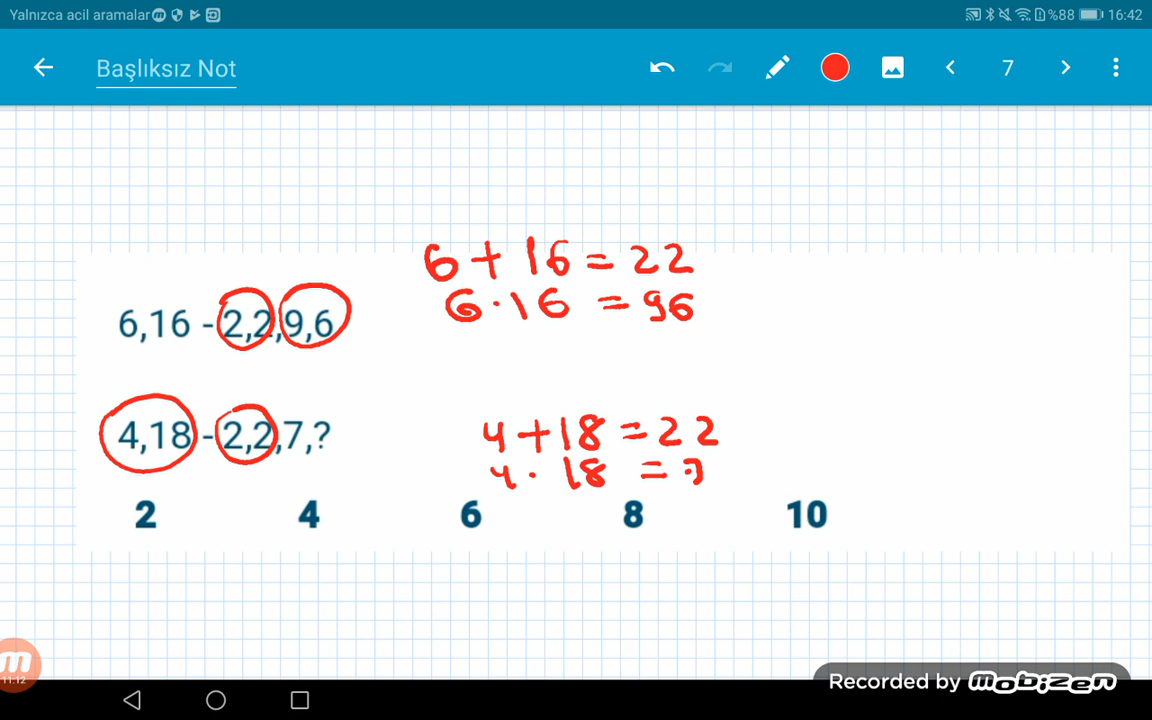 Yalnızca acil aramalar %88 16:42
Başlıksız Not 7
6 + 16 = 22
6 · 16 = 96
6,16 - 2,2,9,6
4 + 18 = 22
4,18 - 2,2,7,?
4 · 18 = 7
2 4 6 8 10
11:12
Recorded by mobizen